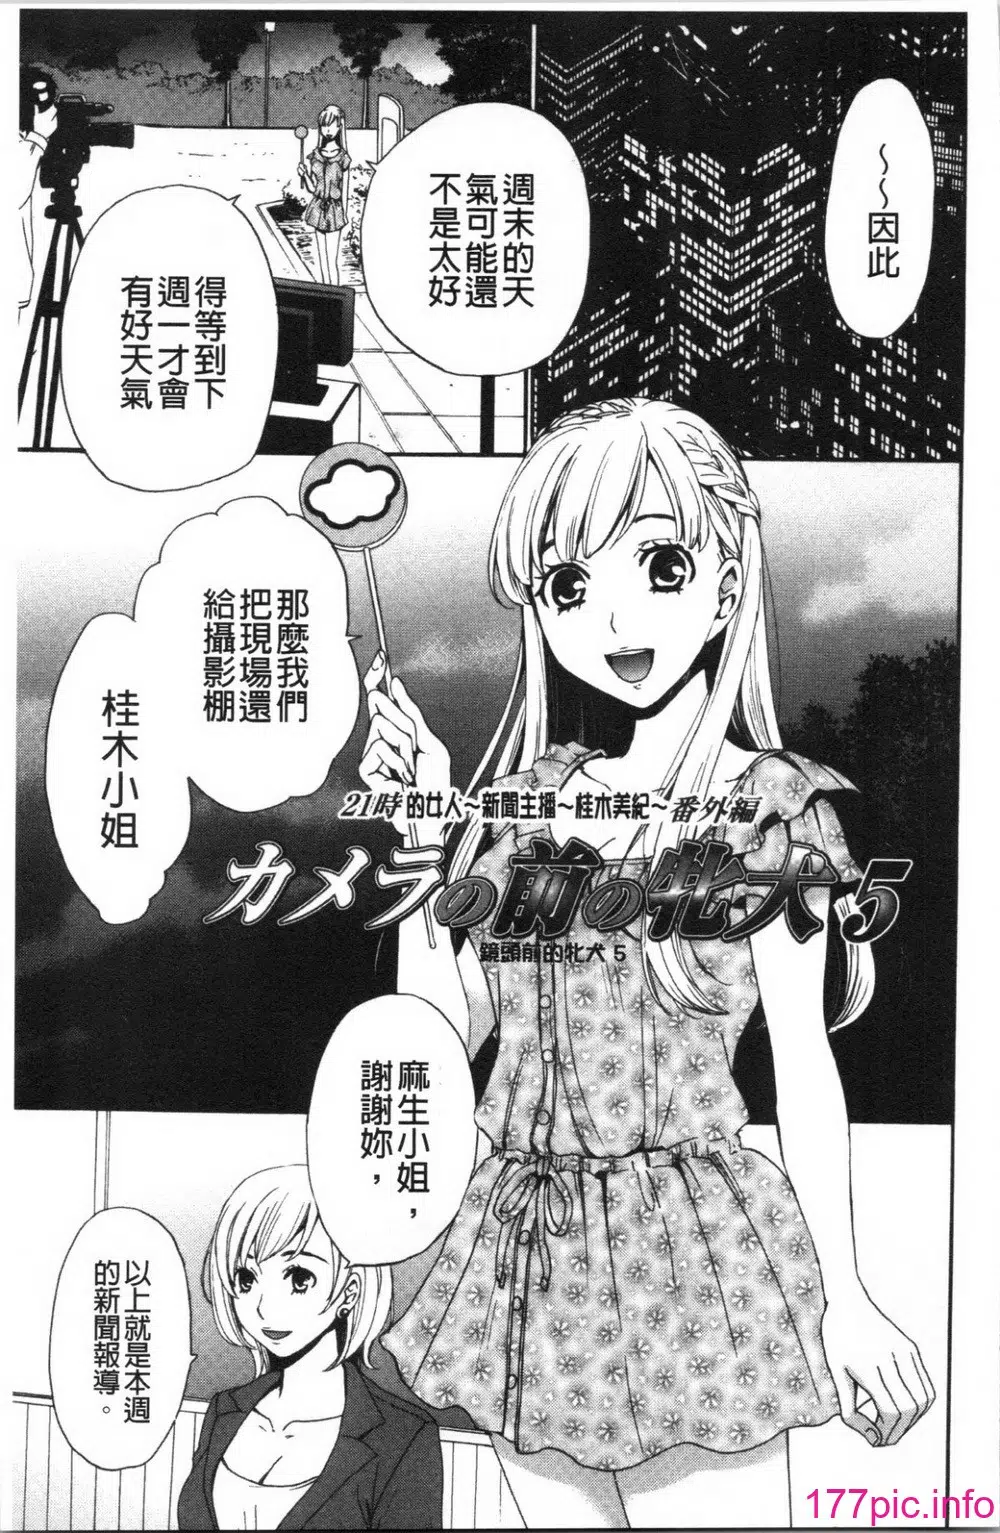 ~~因此
週末的天
氣可能還
不是太好
得等到下
週一才會
有好天氣
那麼我們
把現場還
給攝影棚
桂木小姐
21時的女人~新聞主播~桂木美紀~番外編
カメラの前の牝犬5
鏡頭前的牝犬 5
麻生小姐，
謝謝妳，
以上就是本週
的新聞報導。
177pic.info